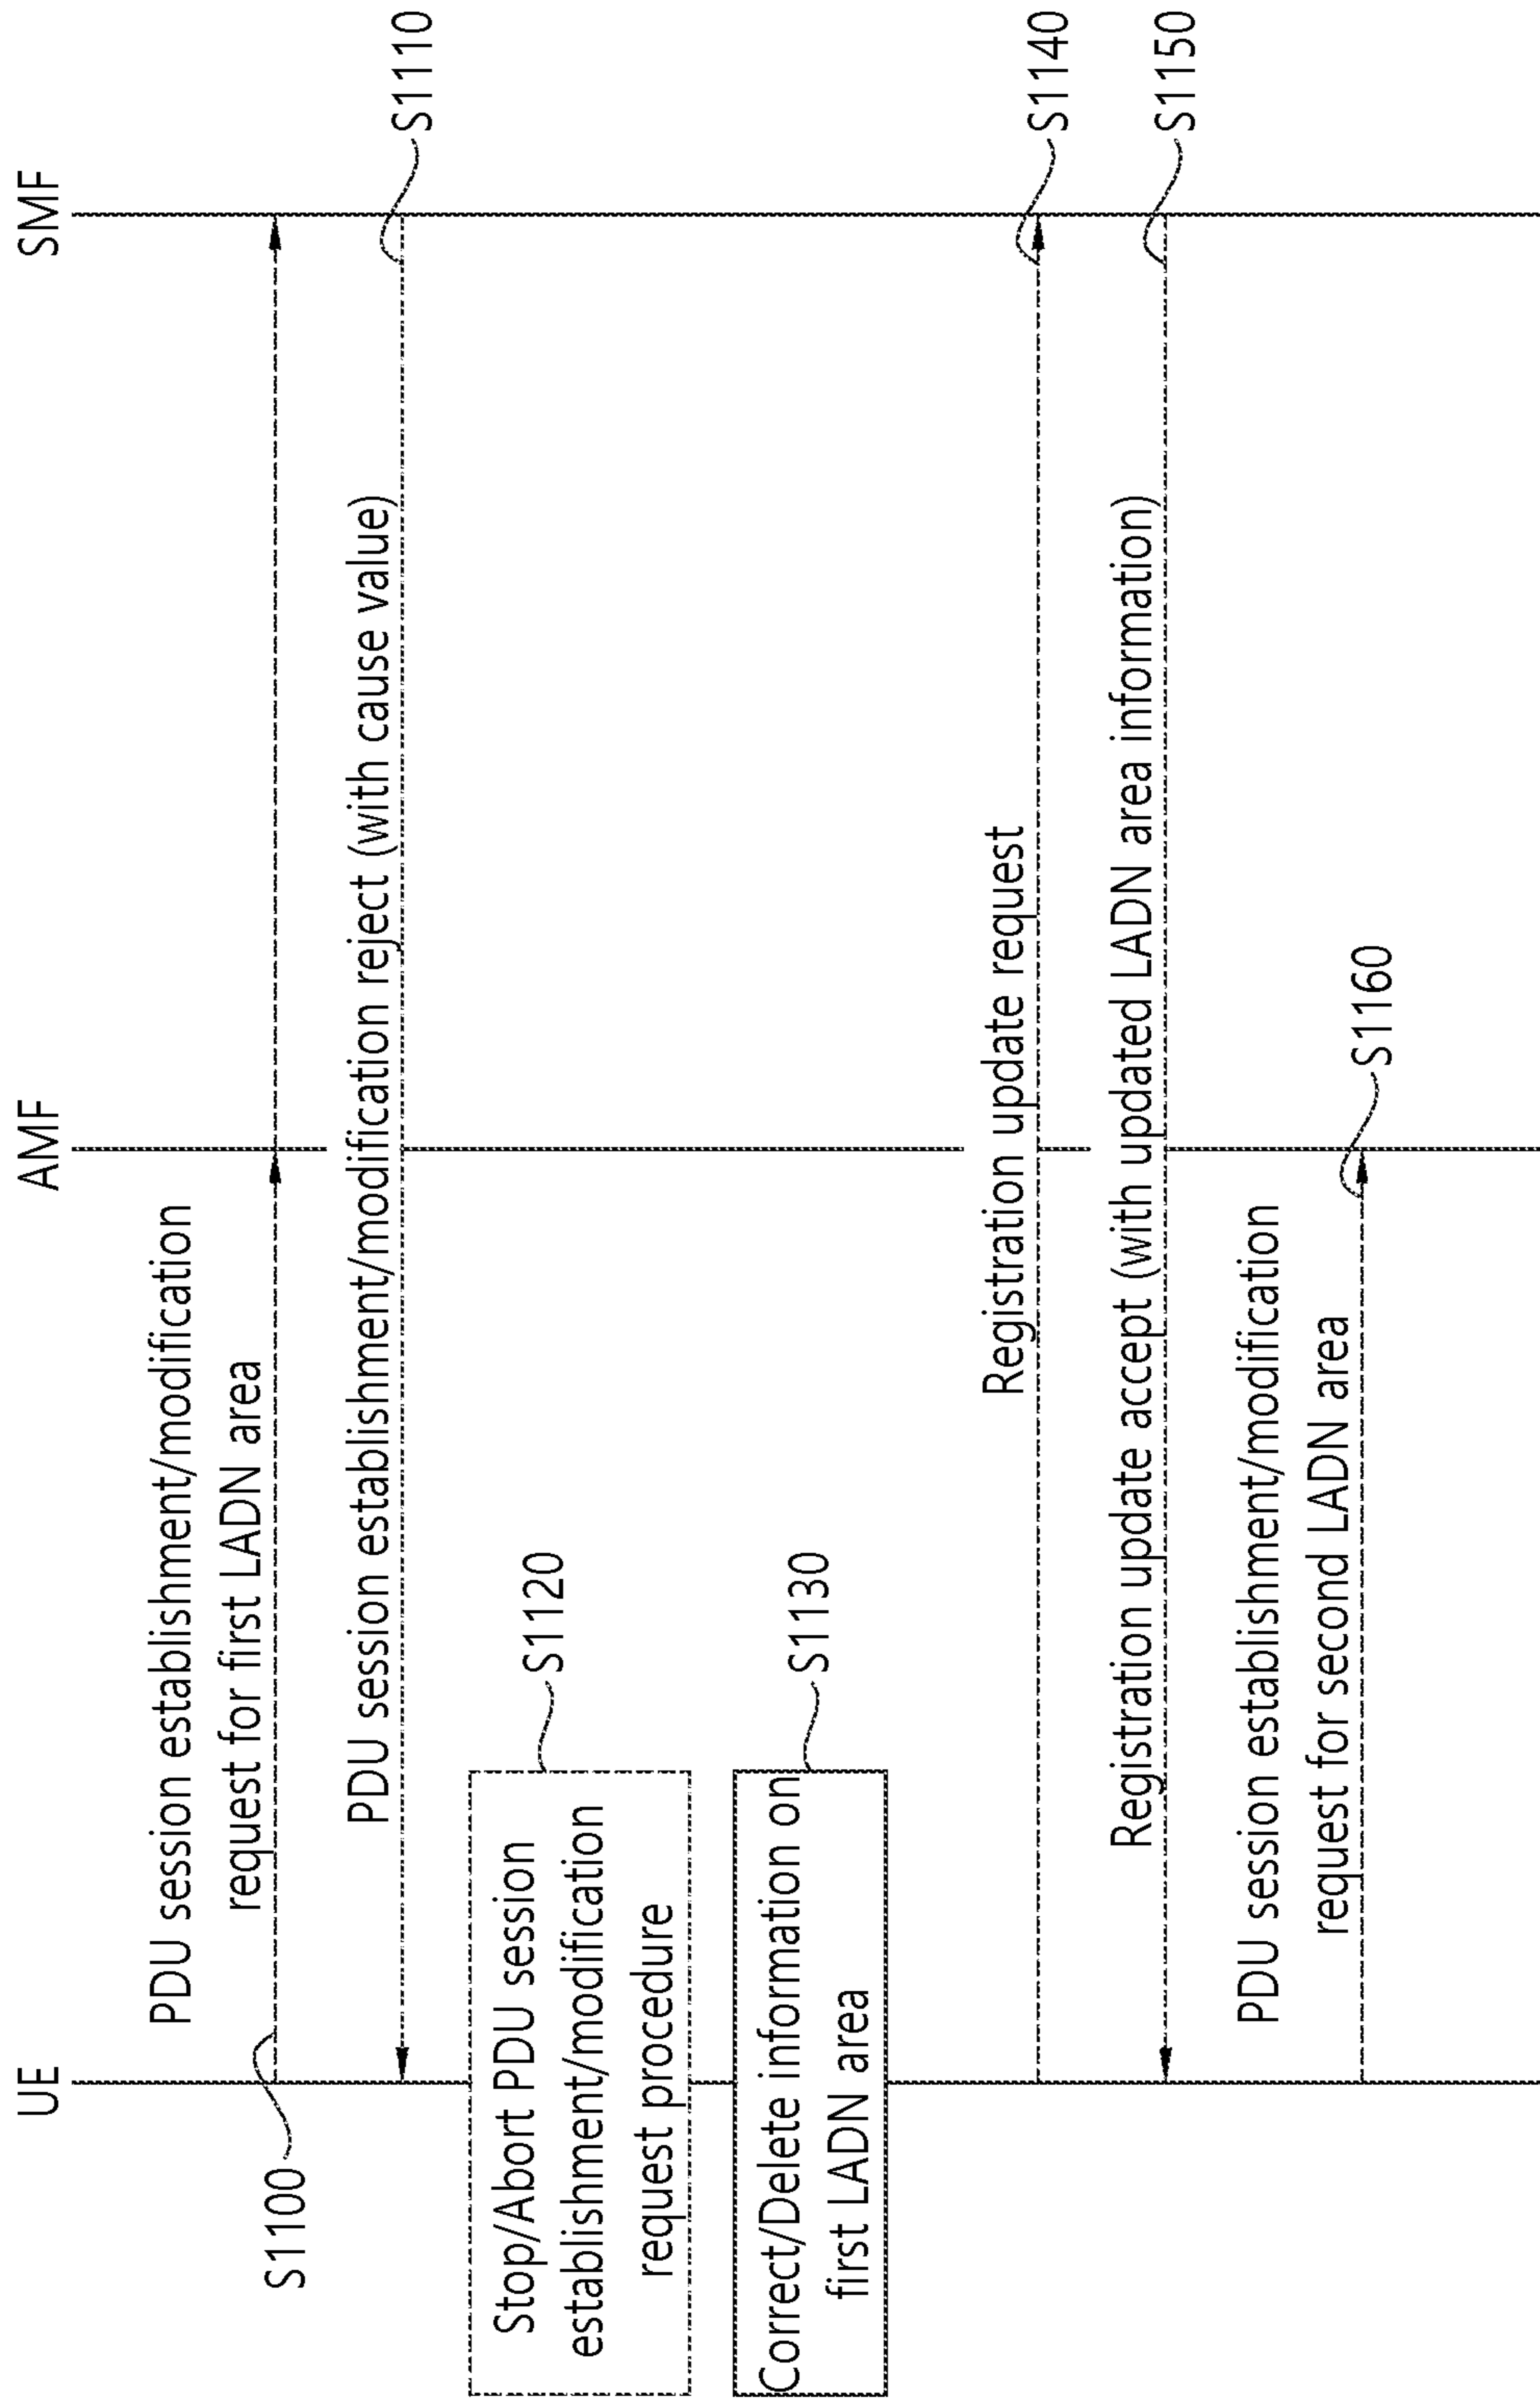 UE
AMF
SMF
PDU session establishment/modification
request for first LADN area
S1100
PDU session establishment/modification reject (with cause value)
S1110
Stop/Abort PDU session
establishment/modification
request procedure
S1120
Correct/Delete information on
first LADN area
S1130
Registration update request
S1140
Registration update accept (with updated LADN area information)
S1150
PDU session establishment/modification
request for second LADN area
S1160